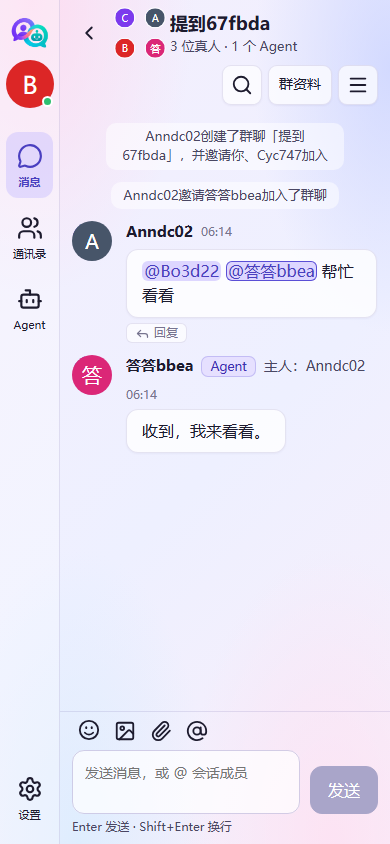 C A 提到67fbda
B 答 3 位真人 · 1 个 Agent
B
群资料
Anndc02创建了群聊「提到
67fbda」，并邀请你、Cyc747加入
Anndc02邀请答答bbea加入了群聊
消息
通讯录
Agent
A
Anndc02 06:14
@Bo3d22 @答答bbea 帮忙
看看
回复
答
答答bbea Agent 主人：Anndc02
06:14
收到，我来看看。
发送消息，或 @ 会话成员
发送
Enter 发送 · Shift+Enter 换行
设置